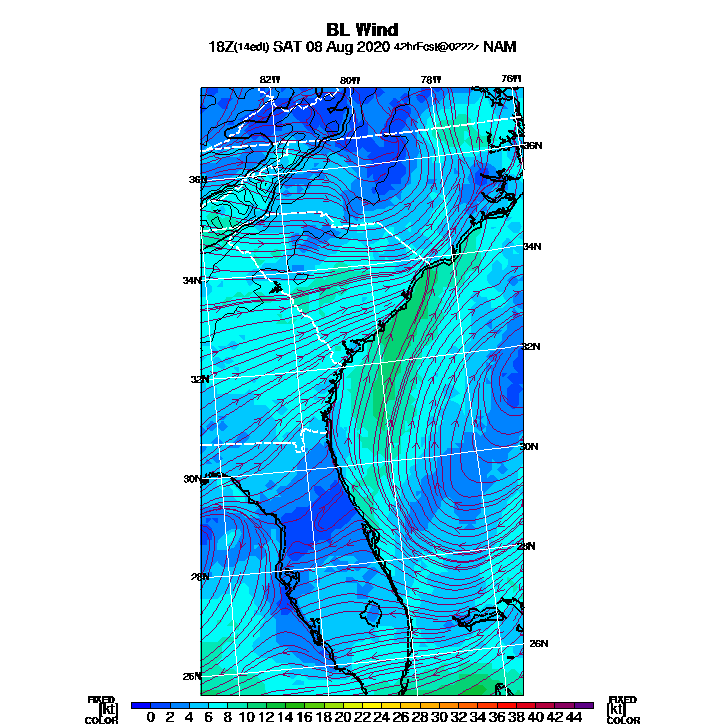 BL Wind
18Z(14edt) SAT 08 Aug 2020 42hrFcst@0222z NAM
82W 80W 78W 76W
36N
36N
34N
34N
32N
32N
30N
30N
28N
28N
26N
26N
FIXED FIXED
[kt] 0 2 4 6 8 10 12 14 16 18 20 22 24 26 28 30 32 34 36 38 40 42 44 [kt]
COLOR COLOR